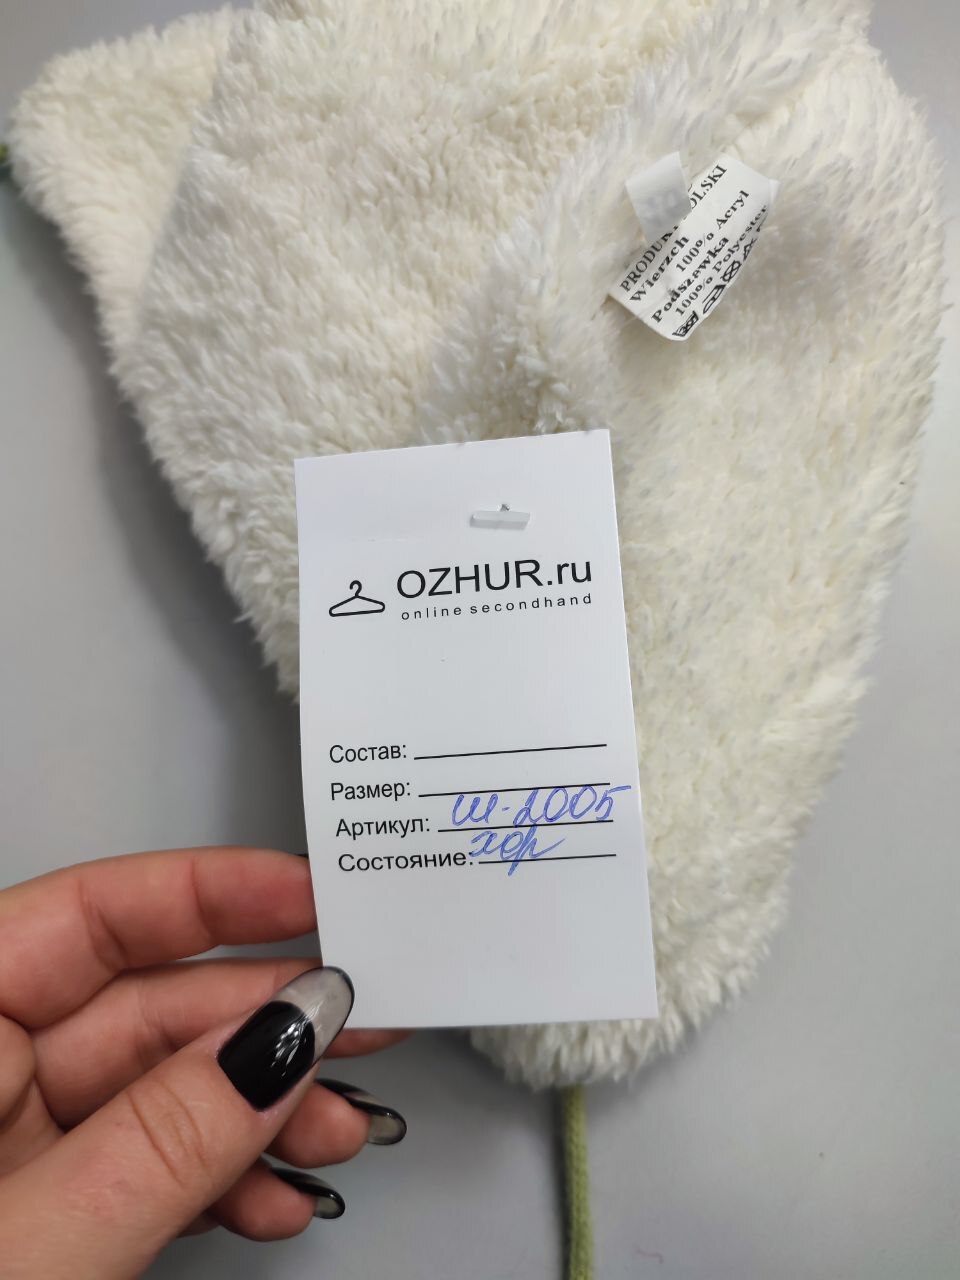 PRODUKT POLSKI
Wierzch
100% Acryl
Podszewka
100% Polyester
OZHUR.ru
online secondhand
Состав:
Размер:
Артикул: Ш-2005
Состояние: хор